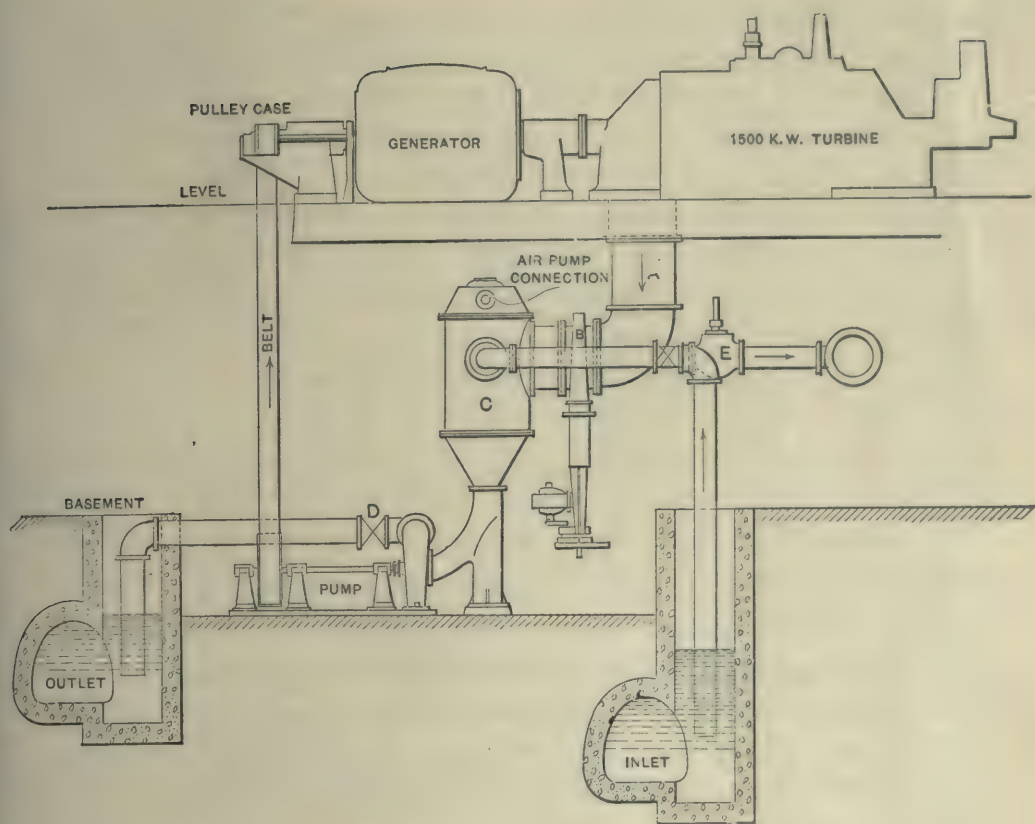 PULLEY CASE
GENERATOR
1500 K.W. TURBINE
LEVEL
AIR PUMP
CONNECTION
BELT
B
E
C
BASEMENT
D
PUMP
OUTLET
INLET